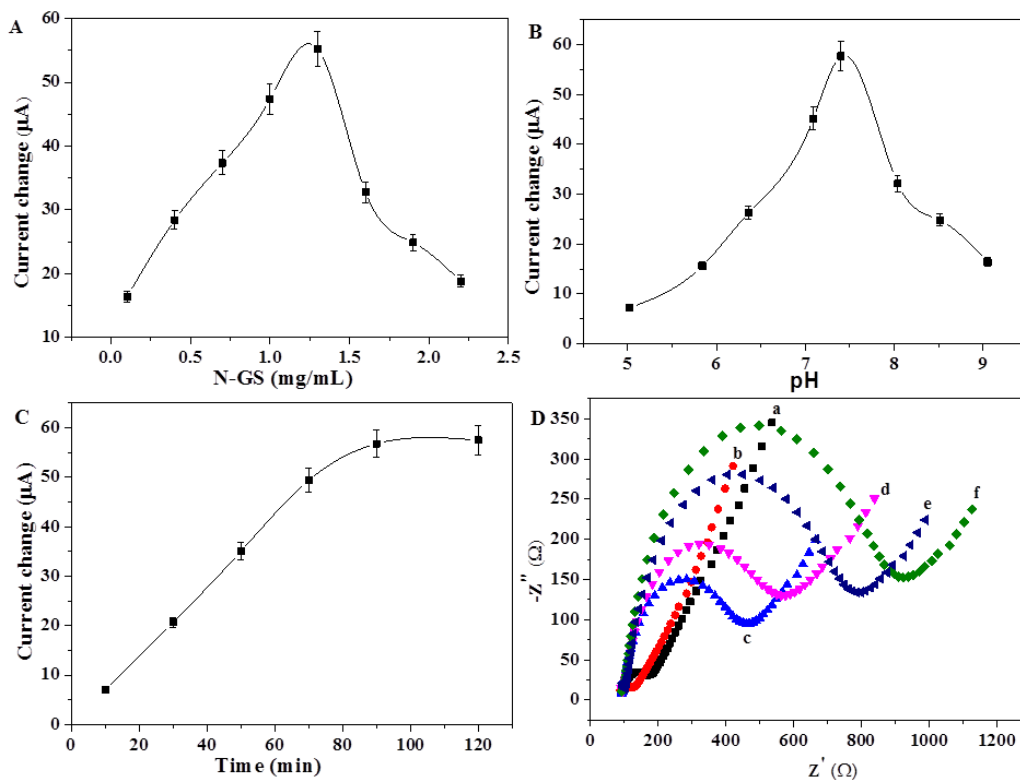 A
Current change (μA)
60
50
40
30
20
10
0.0 0.5 1.0 1.5 2.0 2.5
N-GS (mg/mL)
B
Current change (μA)
60
50
40
30
20
10
0
5 6 7 8 9
pH
C
Current change (μA)
70
60
50
40
30
20
10
0
0 20 40 60 80 100 120
Time (min)
D
-Z'' (Ω)
350
300
250
200
150
100
50
0
a
b
c
d
e
f
0 200 400 600 800 1000 1200
Z' (Ω)